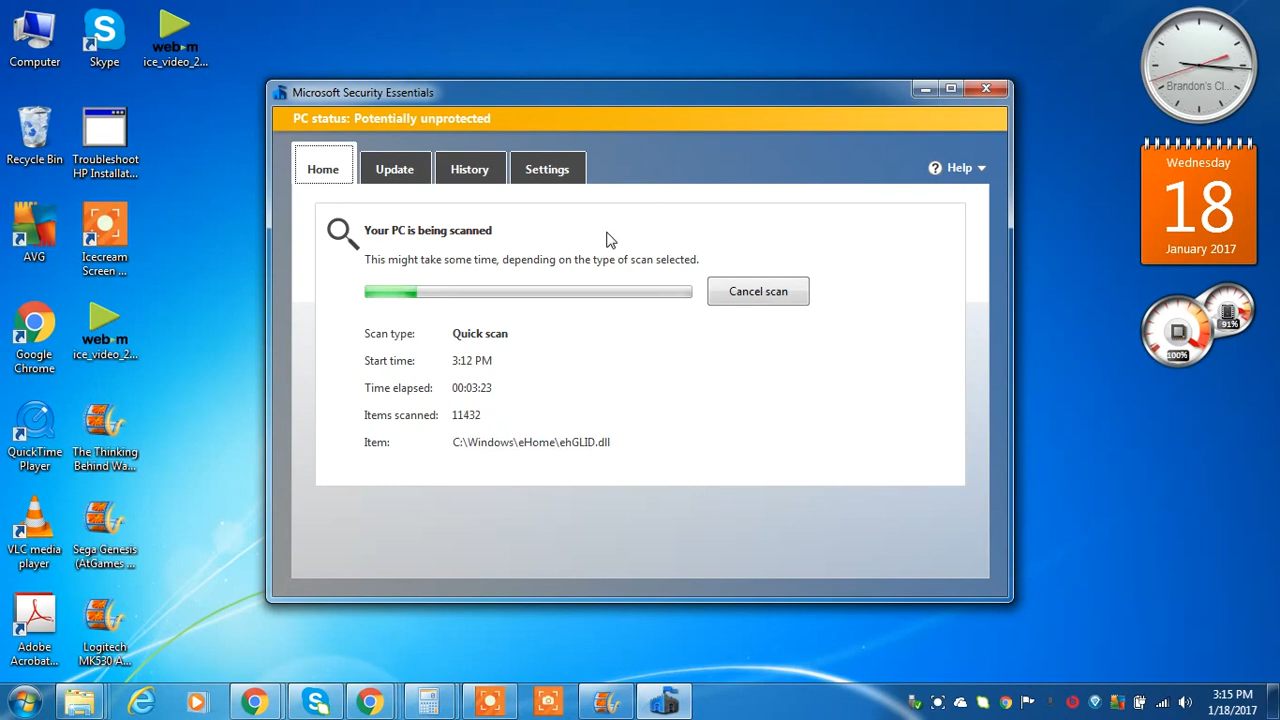 Computer
Skype
web•m
ice_video_2...
Recycle Bin
Troubleshoot
HP Installat...
AVG
Icecream
Screen ...
Google
Chrome
web•m
ice_video_2...
QuickTime
Player
The Thinking
Behind Wa...
VLC media
player
Sega Genesis
(AtGames ...
Adobe
Acrobat...
Logitech
MK530 A...
Microsoft Security Essentials
PC status: Potentially unprotected
Home
Update
History
Settings
Help
Your PC is being scanned
This might take some time, depending on the type of scan selected.
Cancel scan
Scan type: Quick scan
Start time: 3:12 PM
Time elapsed: 00:03:23
Items scanned: 11432
Item: C:\Windows\eHome\ehGLID.dll
Brandon's Cl...
Wednesday
18
January 2017
91%
100%
3:15 PM
1/18/2017